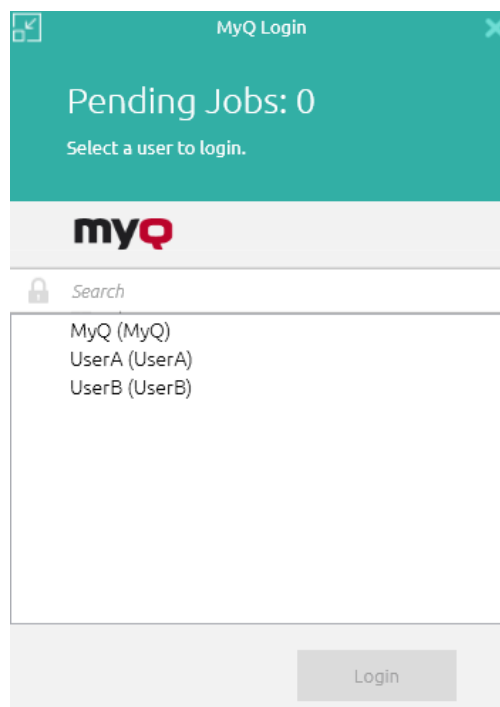 MyQ Login
Pending Jobs: 0
Select a user to login.
myQ
Search
MyQ (MyQ)
UserA (UserA)
UserB (UserB)
Login